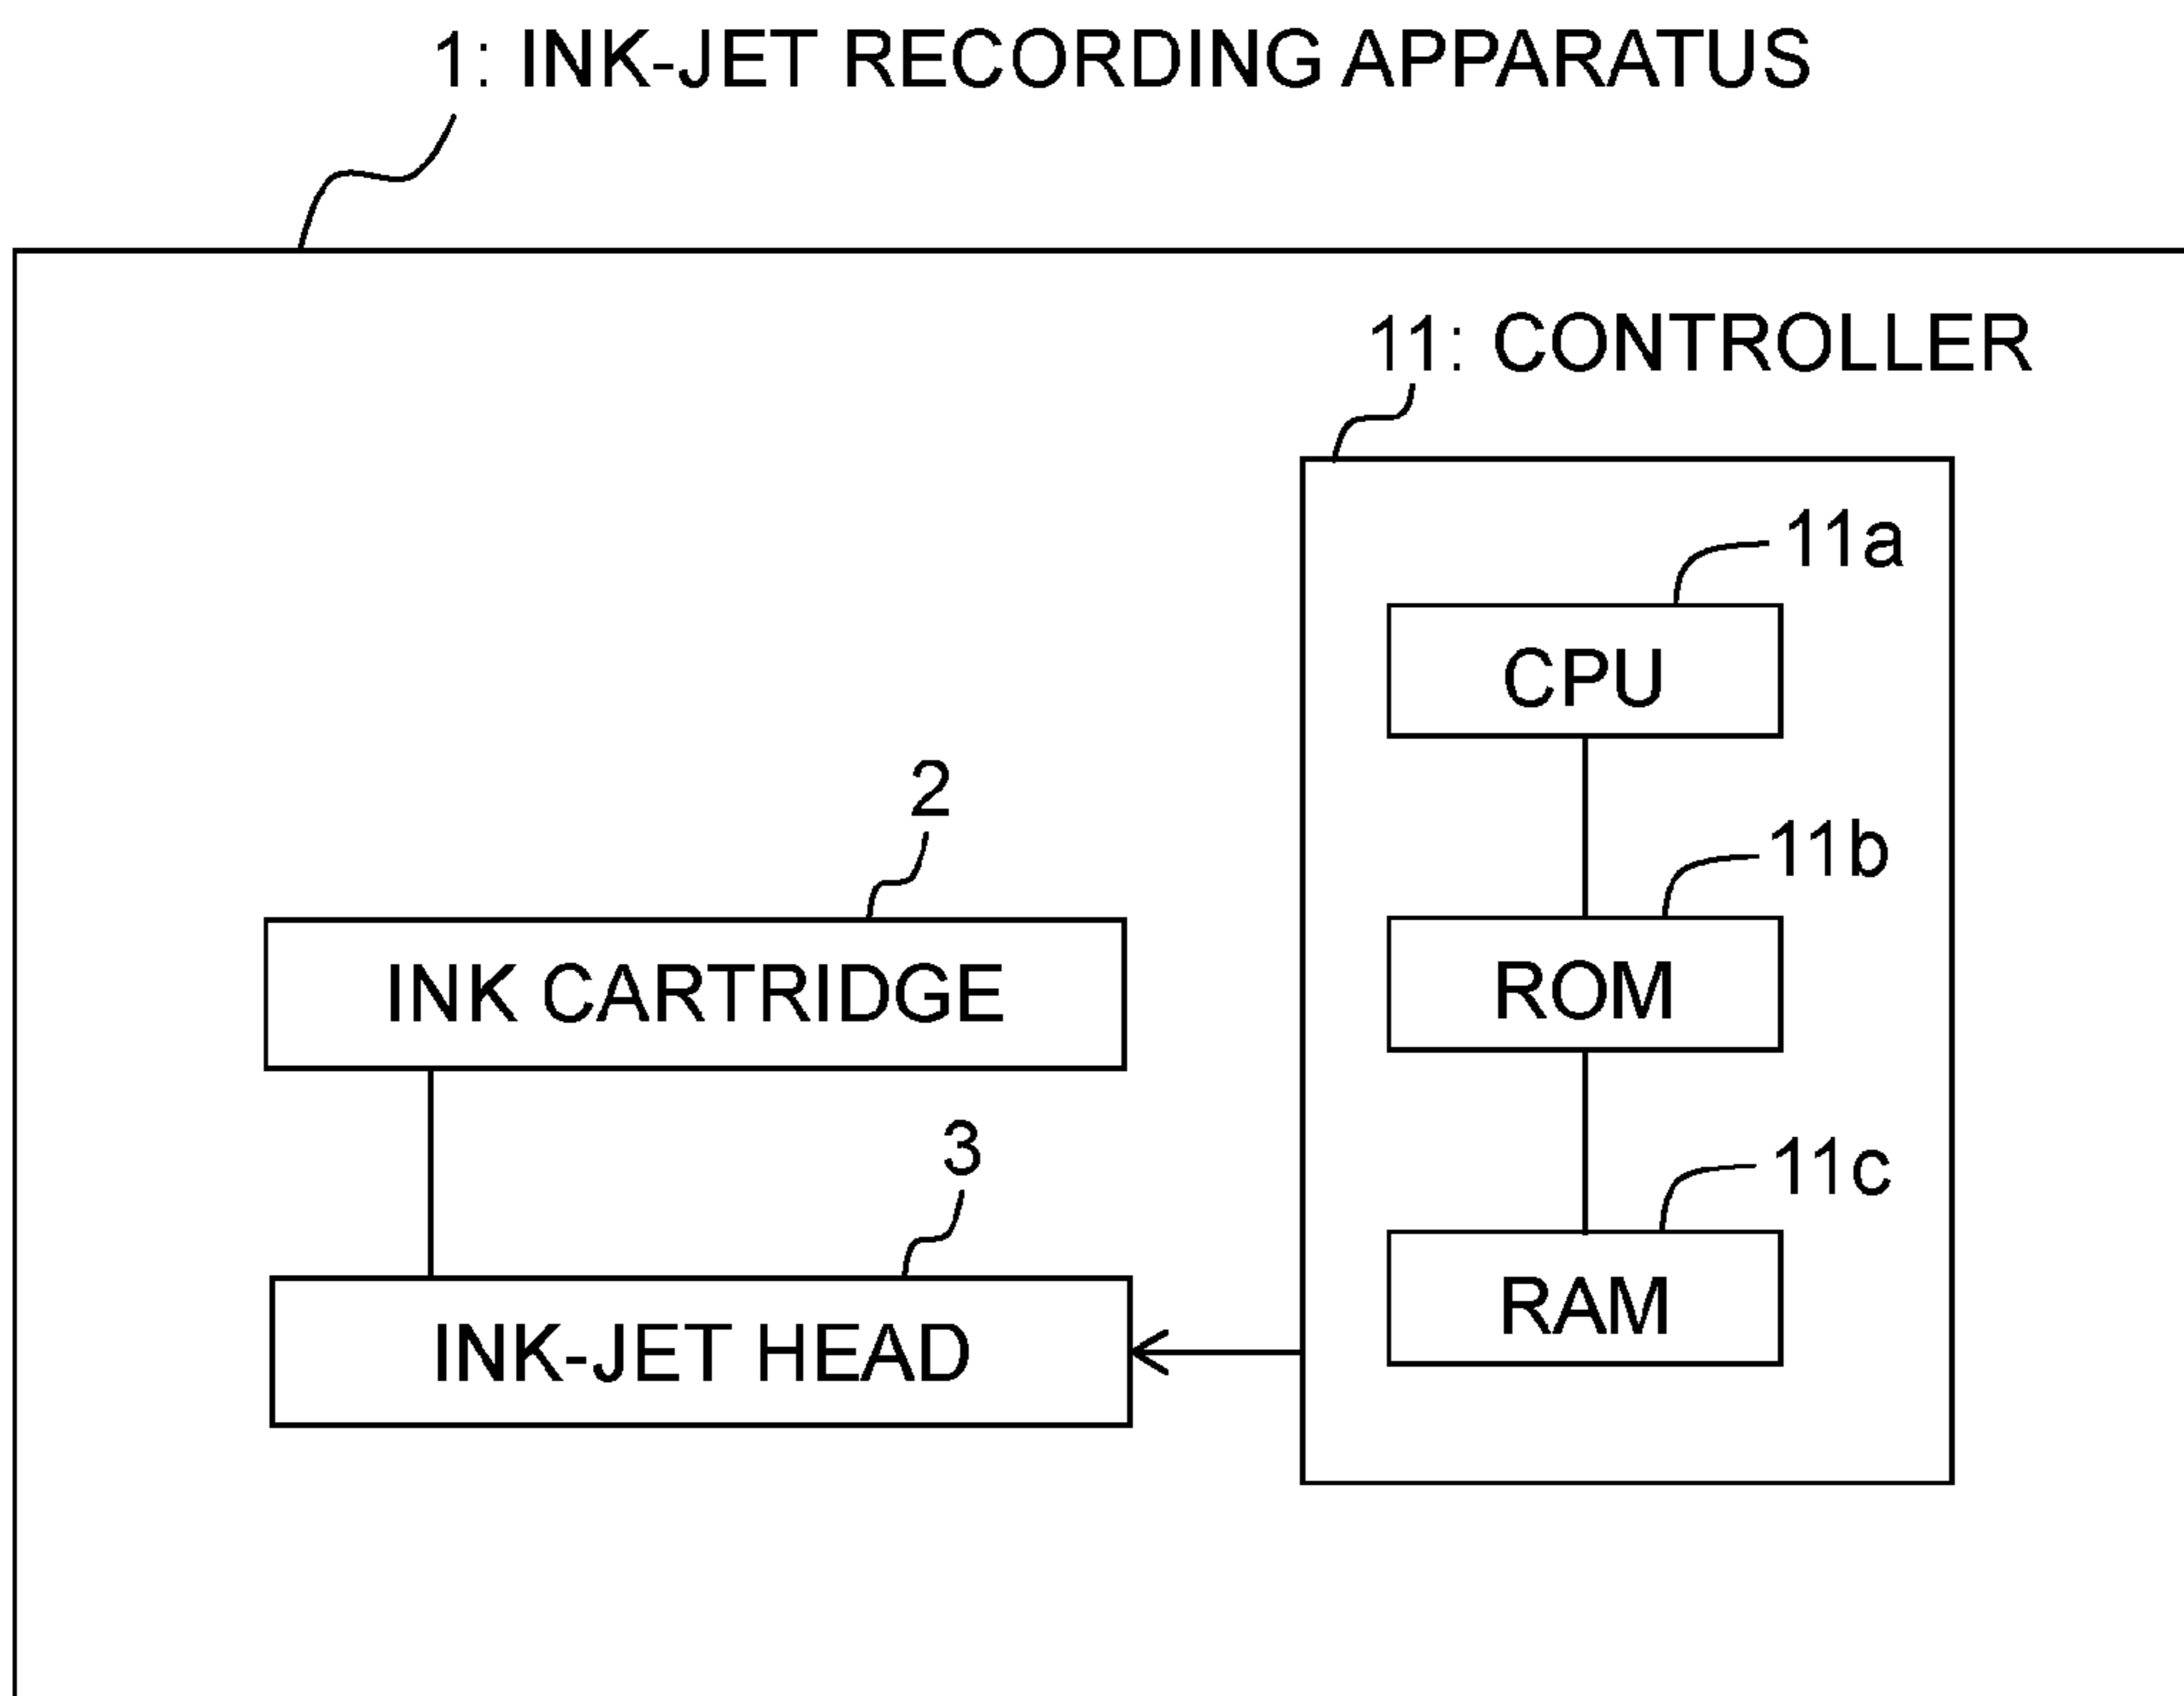 1: INK-JET RECORDING APPARATUS
11: CONTROLLER
11a
CPU
2
11b
INK CARTRIDGE
ROM
3
11c
RAM
INK-JET HEAD